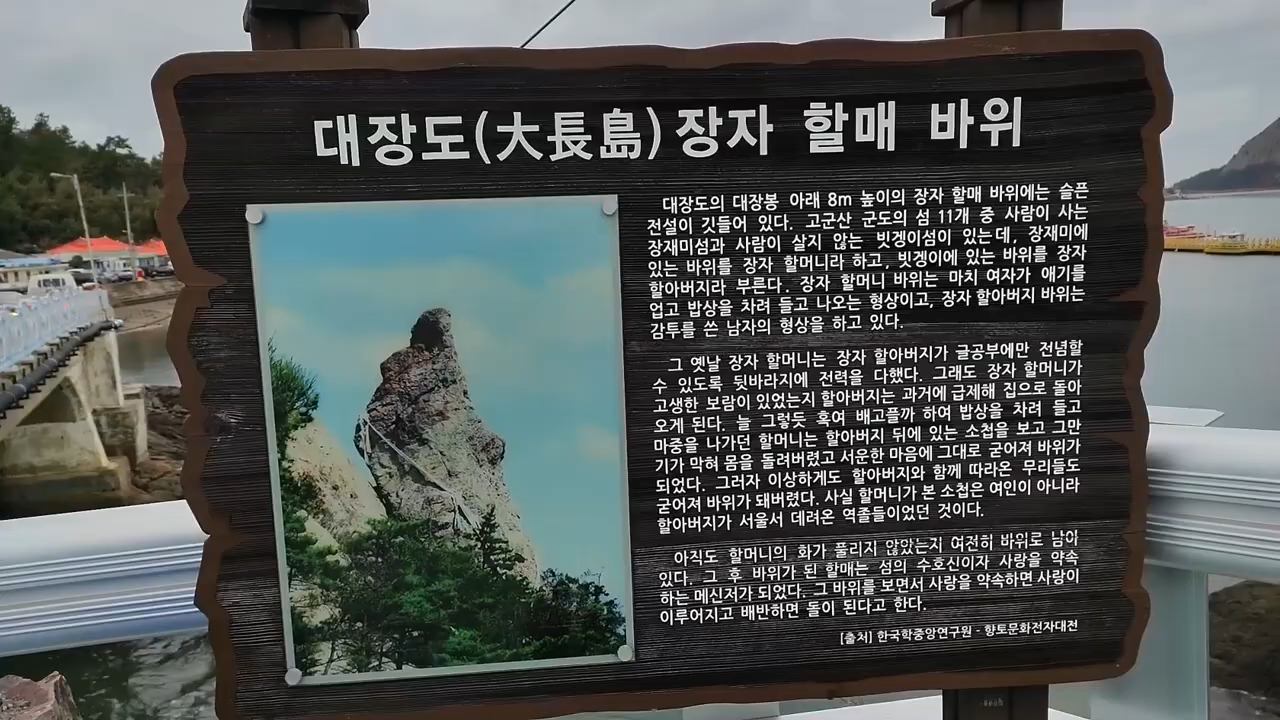 대장도(大長島) 장자 할매 바위
대장도의 대장봉 아래 8m 높이의 장자 할매 바위에는 슬픈
전설이 깃들어 있다. 고군산 군도의 섬 11개 중 사람이 사는
장재미섬과 사람이 살지 않는 빗겡이섬이 있는데, 장재미에
있는 바위를 장자 할머니라 하고, 빗겡이에 있는 바위를 장자
할아버지라 부른다. 장자 할머니 바위는 마치 여자가 애기를
업고 밥상을 차려 들고 나오는 형상이고, 장자 할아버지 바위는
감투를 쓴 남자의 형상을 하고 있다.
그 옛날 장자 할머니는 장자 할아버지가 글공부에만 전념할
수 있도록 뒷바라지에 전력을 다했다. 그래도 장자 할머니가
고생한 보람이 있었는지 할아버지는 과거에 급제해 집으로 돌아
오게 된다. 늘 그렇듯 혹여 배고플까 하여 밥상을 차려 들고
마중을 나가던 할머니는 할아버지 뒤에 있는 소첩을 보고 그만
기가 막혀 몸을 돌려버렸고 서운한 마음에 그대로 굳어져 바위가
되었다. 그러자 이상하게도 할아버지와 함께 따라온 무리들도
굳어져 바위가 돼버렸다. 사실 할머니가 본 소첩은 여인이 아니라
할아버지가 서울서 데려온 역졸들이었던 것이다.
아직도 할머니의 화가 풀리지 않았는지 여전히 바위로 남아
있다. 그 후 바위가 된 할매는 섬의 수호신이자 사랑을 약속
하는 메신저가 되었다. 그 바위를 보면서 사랑을 약속하면 사랑이
이루어지고 배반하면 돌이 된다고 한다.
[출처] 한국학중앙연구원 - 향토문화전자대전